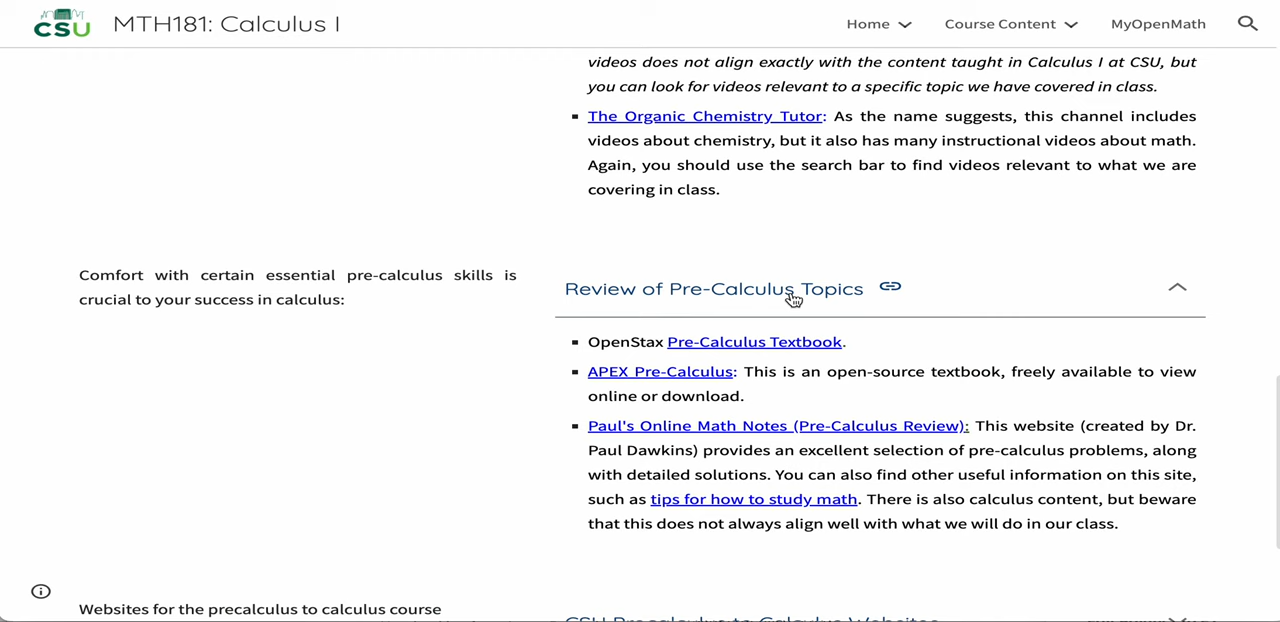 CSU MTH181: Calculus I Home Course Content MyOpenMath
videos does not align exactly with the content taught in Calculus I at CSU, but
you can look for videos relevant to a specific topic we have covered in class.
The Organic Chemistry Tutor: As the name suggests, this channel includes
videos about chemistry, but it also has many instructional videos about math.
Again, you should use the search bar to find videos relevant to what we are
covering in class.
Comfort with certain essential pre-calculus skills is
crucial to your success in calculus:
Review of Pre-Calculus Topics
OpenStax Pre-Calculus Textbook.
APEX Pre-Calculus: This is an open-source textbook, freely available to view
online or download.
Paul's Online Math Notes (Pre-Calculus Review): This website (created by Dr.
Paul Dawkins) provides an excellent selection of pre-calculus problems, along
with detailed solutions. You can also find other useful information on this site,
such as tips for how to study math. There is also calculus content, but beware
that this does not always align well with what we will do in our class.
Websites for the precalculus to calculus course
CSU Precalculus to Calculus Websites